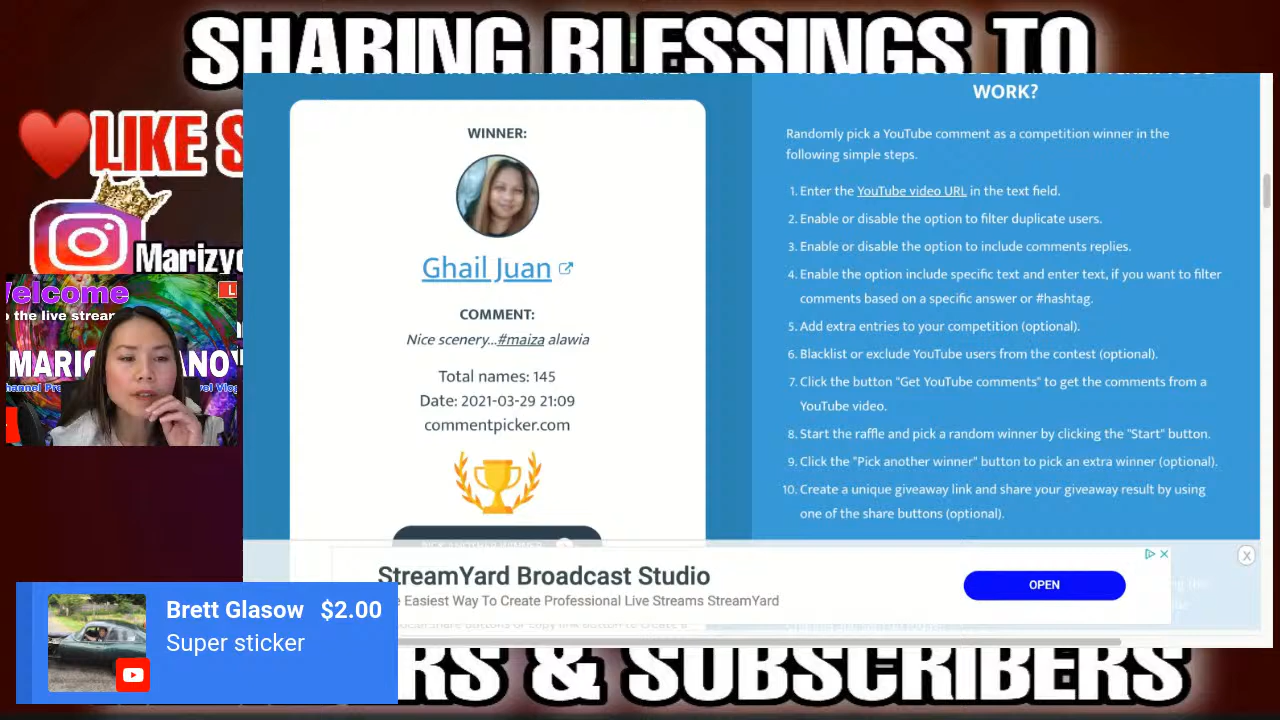 SHARING BLESSINGS TO
LIKE S
Marizyc
Welcome
o the live strear
L
MARIC
ANO
hannel Pr
vel Vlog
WINNER:
Ghail Juan
COMMENT:
Nice scenery...#maiza alawia
Total names: 145
Date: 2021-03-29 21:09
commentpicker.com
WORK?
Randomly pick a YouTube comment as a competition winner in the
following simple steps.
1. Enter the YouTube video URL in the text field.
2. Enable or disable the option to filter duplicate users.
3. Enable or disable the option to include comments replies.
4. Enable the option include specific text and enter text, if you want to filter
comments based on a specific answer or #hashtag.
5. Add extra entries to your competition (optional).
6. Blacklist or exclude YouTube users from the contest (optional).
7. Click the button "Get YouTube comments" to get the comments from a
YouTube video.
8. Start the raffle and pick a random winner by clicking the "Start" button.
9. Click the "Pick another winner" button to pick an extra winner (optional).
10. Create a unique giveaway link and share your giveaway result by using
one of the share buttons (optional).
StreamYard Broadcast Studio
e Easiest Way To Create Professional Live Streams StreamYard
OPEN
X
Brett Glasow $2.00
Super sticker
RS & SUBSCRIBERS